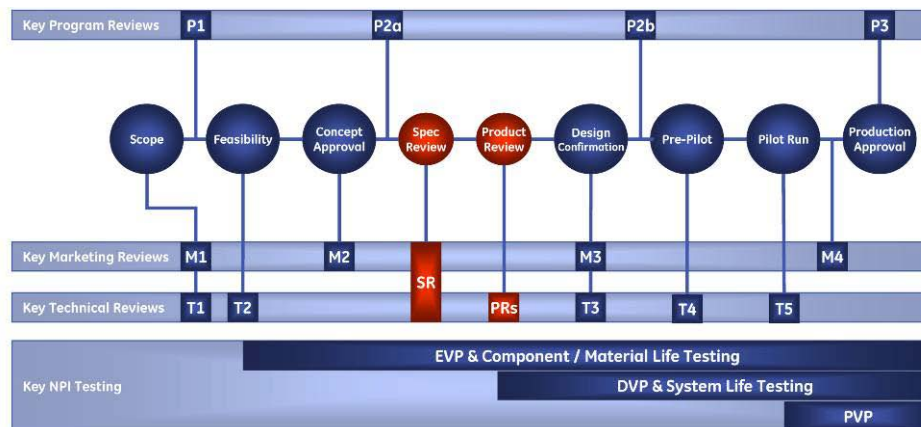 Key Program Reviews
P1
P2a
P2b
P3
Scope
Feasibility
Concept
Approval
Spec
Review
Product
Review
Design
Confirmation
Pre-Pilot
Pilot Run
Production
Approval
Key Marketing Reviews
M1
M2
SR
M3
M4
Key Technical Reviews
T1
T2
PRs
T3
T4
T5
Key NPI Testing
EVP & Component / Material Life Testing
DVP & System Life Testing
PVP